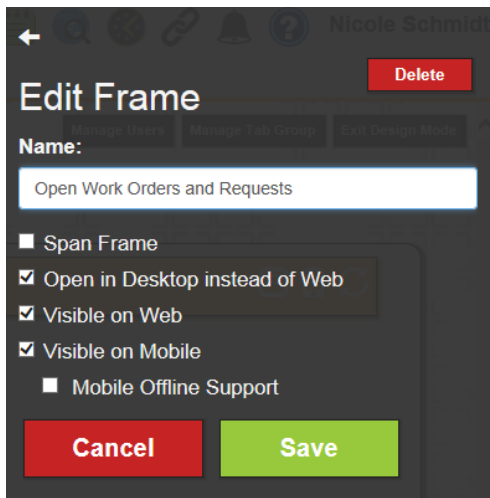 Nicole Schmidt
Delete
Edit Frame
Manage Users Manage Tab Group Exit Design Mode
Name:
Open Work Orders and Requests
Span Frame
Open in Desktop instead of Web
Visible on Web
Visible on Mobile
Mobile Offline Support
Cancel Save